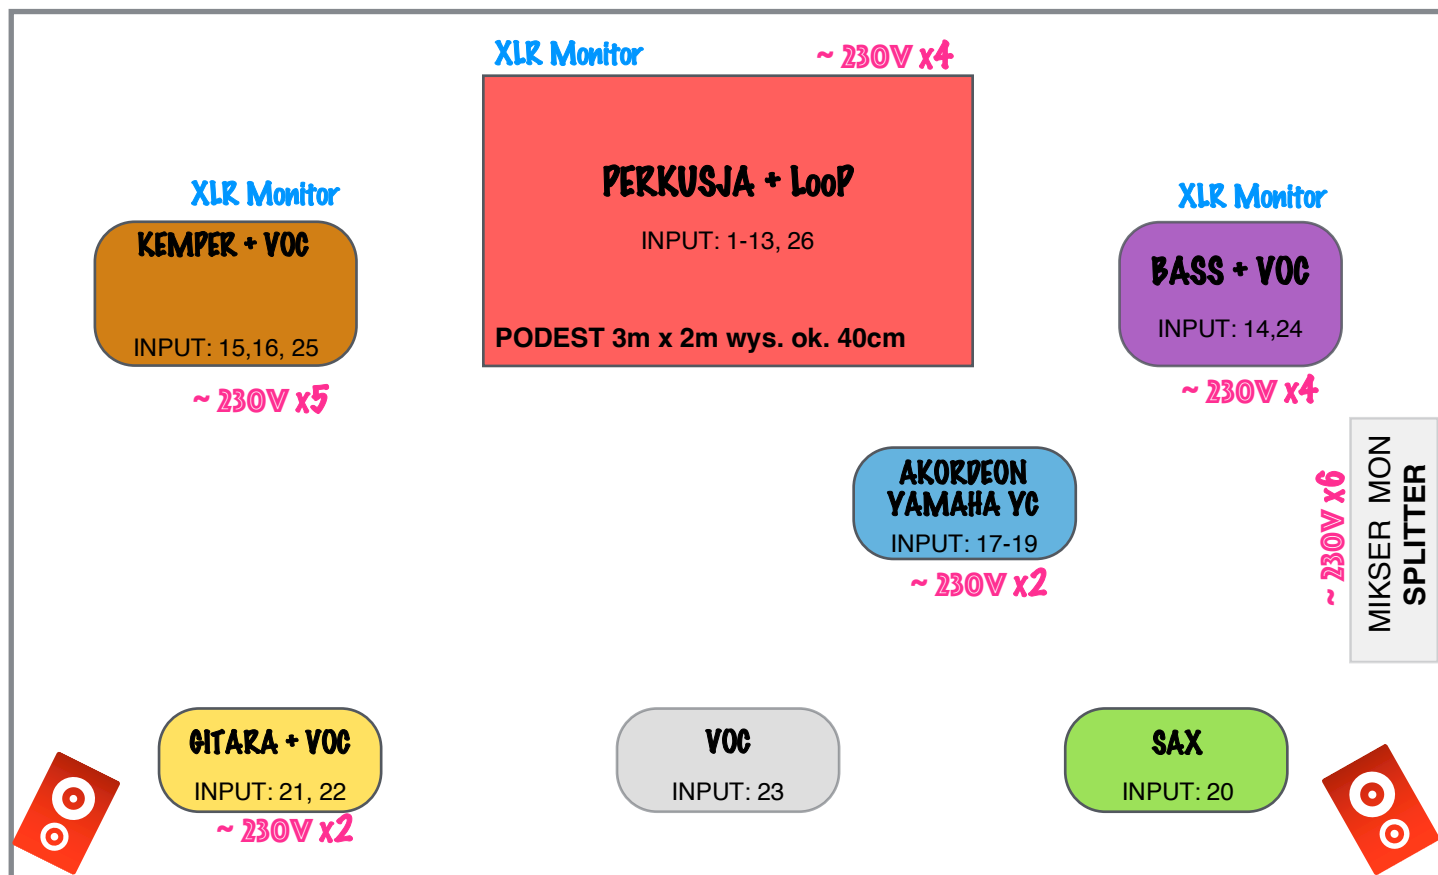 XLR Monitor
~ 230V x4
PERKUSJA + LooP
INPUT: 1-13, 26
PODEST 3m x 2m wys. ok. 40cm
XLR Monitor
KEMPER + VOC
INPUT: 15,16, 25
~ 230V x5
XLR Monitor
BASS + VOC
INPUT: 14,24
~ 230V x4
AKORDEON
YAMAHA YC
INPUT: 17-19
~ 230V x2
~ 230V x6
MIKSER MON
SPLITTER
GITARA + VOC
INPUT: 21, 22
~ 230V x2
VOC
INPUT: 23
SAX
INPUT: 20